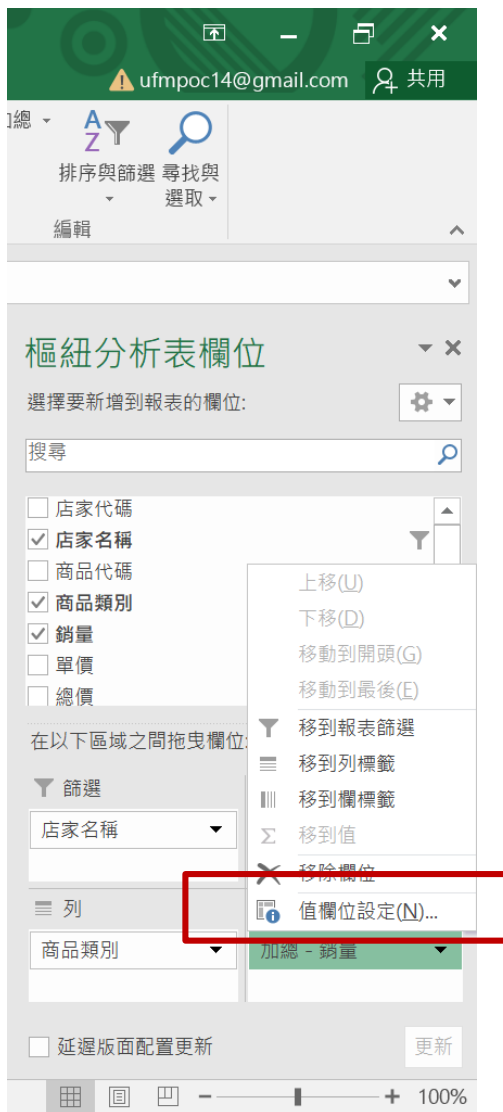 ufmpoc14@gmail.com 共用
加總
排序與篩選 尋找與
選取
編輯
樞紐分析表欄位
選擇要新增到報表的欄位:
搜尋
店家代碼
店家名稱
商品代碼
商品類別
銷量
單價
總價
上移(U)
下移(D)
移動到開頭(G)
移動到最後(E)
移到報表篩選
移到列標籤
移到欄標籤
Σ 移到值
移除欄位
值欄位設定(N)...
在以下區域之間拖曳欄位:
篩選
店家名稱
列
商品類別
加總 - 銷量
延遲版面配置更新
更新
100%